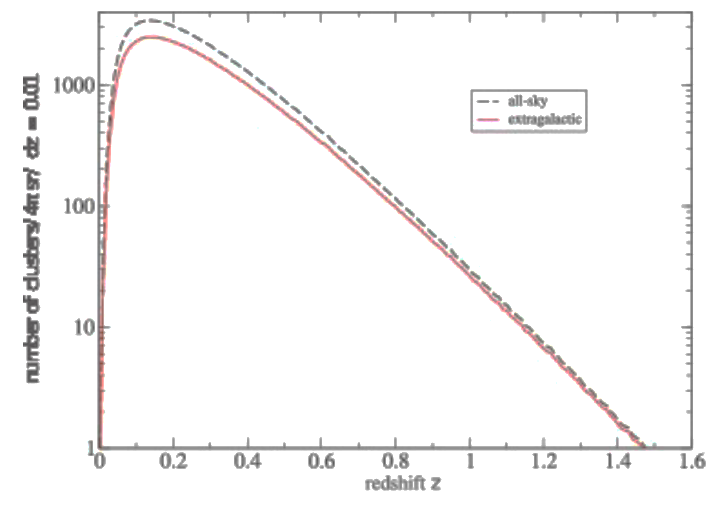 number of clusters/ 4π sr/ dz = 0.01
1000
100
10
1
all-sky
extragalactic
0 0.2 0.4 0.6 0.8 1 1.2 1.4 1.6
redshift z